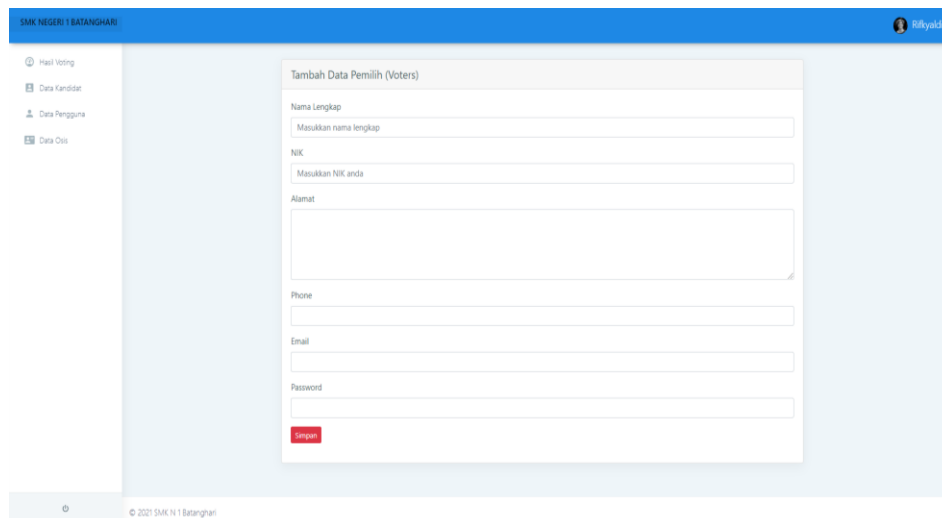 SMK NEGERI 1 BATANGHARI
Rifkyald
Hasil Voting
Data Kandidat
Data Pengguna
Data Osis
Tambah Data Pemilih (Voters)
Nama Lengkap
Masukkan nama lengkap
NIK
Masukkan NIK anda
Alamat
Phone
Email
Password
Simpan
© 2021 SMK N 1 Batanghari